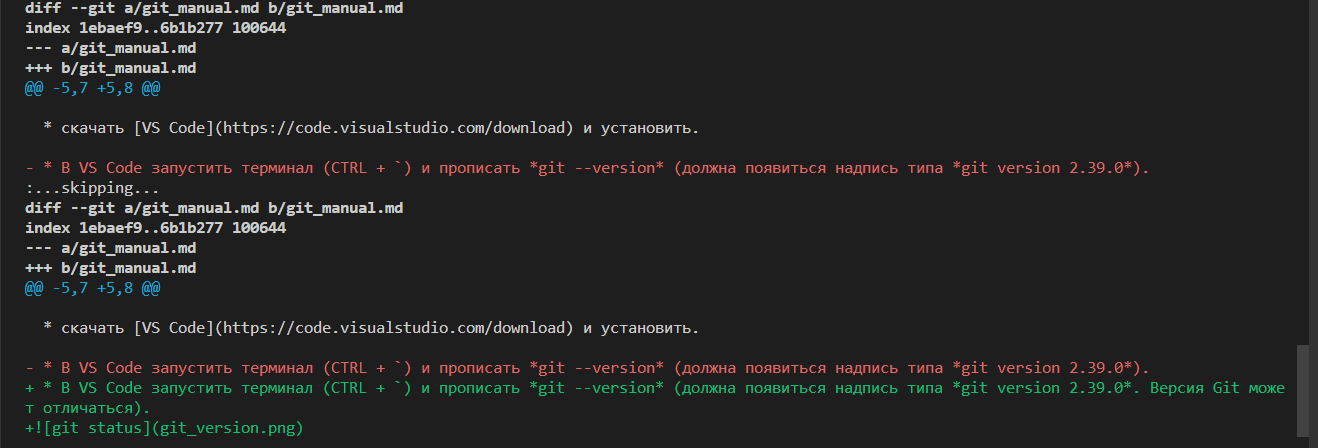 diff --git a/git_manual.md b/git_manual.md
index 1ebaef9..6b1b277 100644
--- a/git_manual.md
+++ b/git_manual.md
@@ -5,7 +5,8 @@
  * скачать [VS Code](https://code.visualstudio.com/download) и установить.
- * В VS Code запустить терминал (CTRL + `) и прописать *git --version* (должна появиться надпись типа *git version 2.39.0*).
:...skipping...
diff --git a/git_manual.md b/git_manual.md
index 1ebaef9..6b1b277 100644
--- a/git_manual.md
+++ b/git_manual.md
@@ -5,7 +5,8 @@
  * скачать [VS Code](https://code.visualstudio.com/download) и установить.
- * В VS Code запустить терминал (CTRL + `) и прописать *git --version* (должна появиться надпись типа *git version 2.39.0*).
+ * В VS Code запустить терминал (CTRL + `) и прописать *git --version* (должна появиться надпись типа *git version 2.39.0*. Версия Git може
т отличаться).
+![git status](git_version.png)